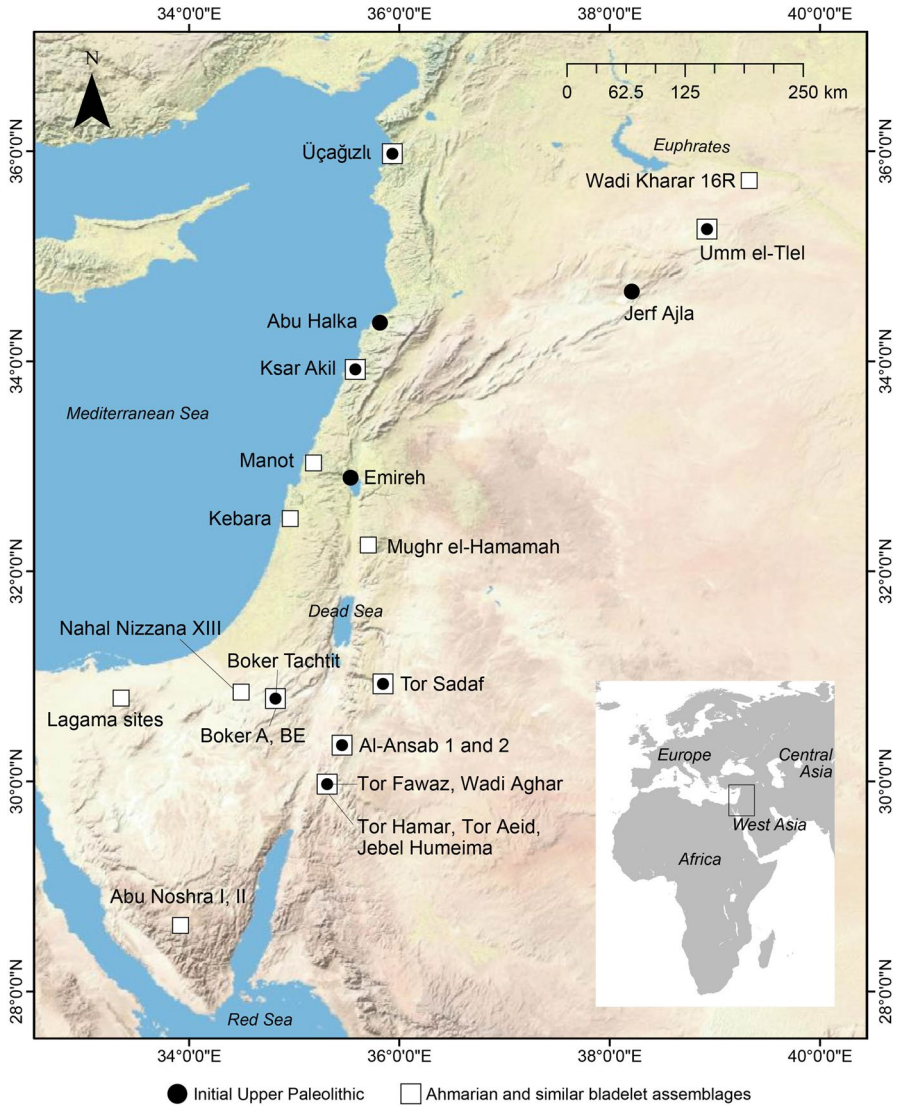 34°0'0"E 36°0'0"E 38°0'0"E 40°0'0"E
N
0 62.5 125 250 km
36°0'0"N
36°0'0"N
Üçağızlı
Euphrates
Wadi Kharar 16R
Umm el-Tlel
Jerf Ajla
Abu Halka
34°0'0"N
34°0'0"N
Ksar Akil
Mediterranean Sea
Manot
Emireh
Kebara
Mughr el-Hamamah
32°0'0"N
32°0'0"N
Dead Sea
Nahal Nizzana XIII
Boker Tachtit
Tor Sadaf
Lagama sites
Boker A, BE
Al-Ansab 1 and 2
Europe
Central
Asia
30°0'0"N
30°0'0"N
Tor Fawaz, Wadi Aghar
Tor Hamar, Tor Aeid,
Jebel Humeima
West Asia
Africa
Abu Noshra I, II
28°0'0"N
28°0'0"N
Red Sea
34°0'0"E 36°0'0"E 38°0'0"E 40°0'0"E
Initial Upper Paleolithic
Ahmarian and similar bladelet assemblages